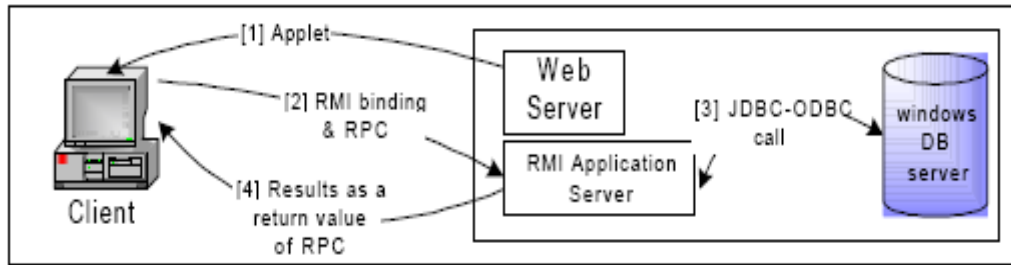 [1] Applet
Web
Server
[2] RMI binding
& RPC
[3] JDBC-ODBC
call
windows
DB
server
RMI Application
Server
[4] Results as a
return value
of RPC
Client